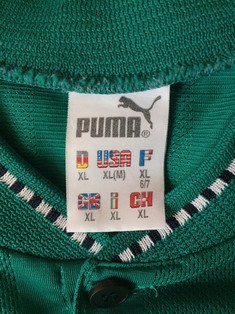 PUMA®
D USA F
XL XL(M) XL
6/7
GB I CH
XL XL XL